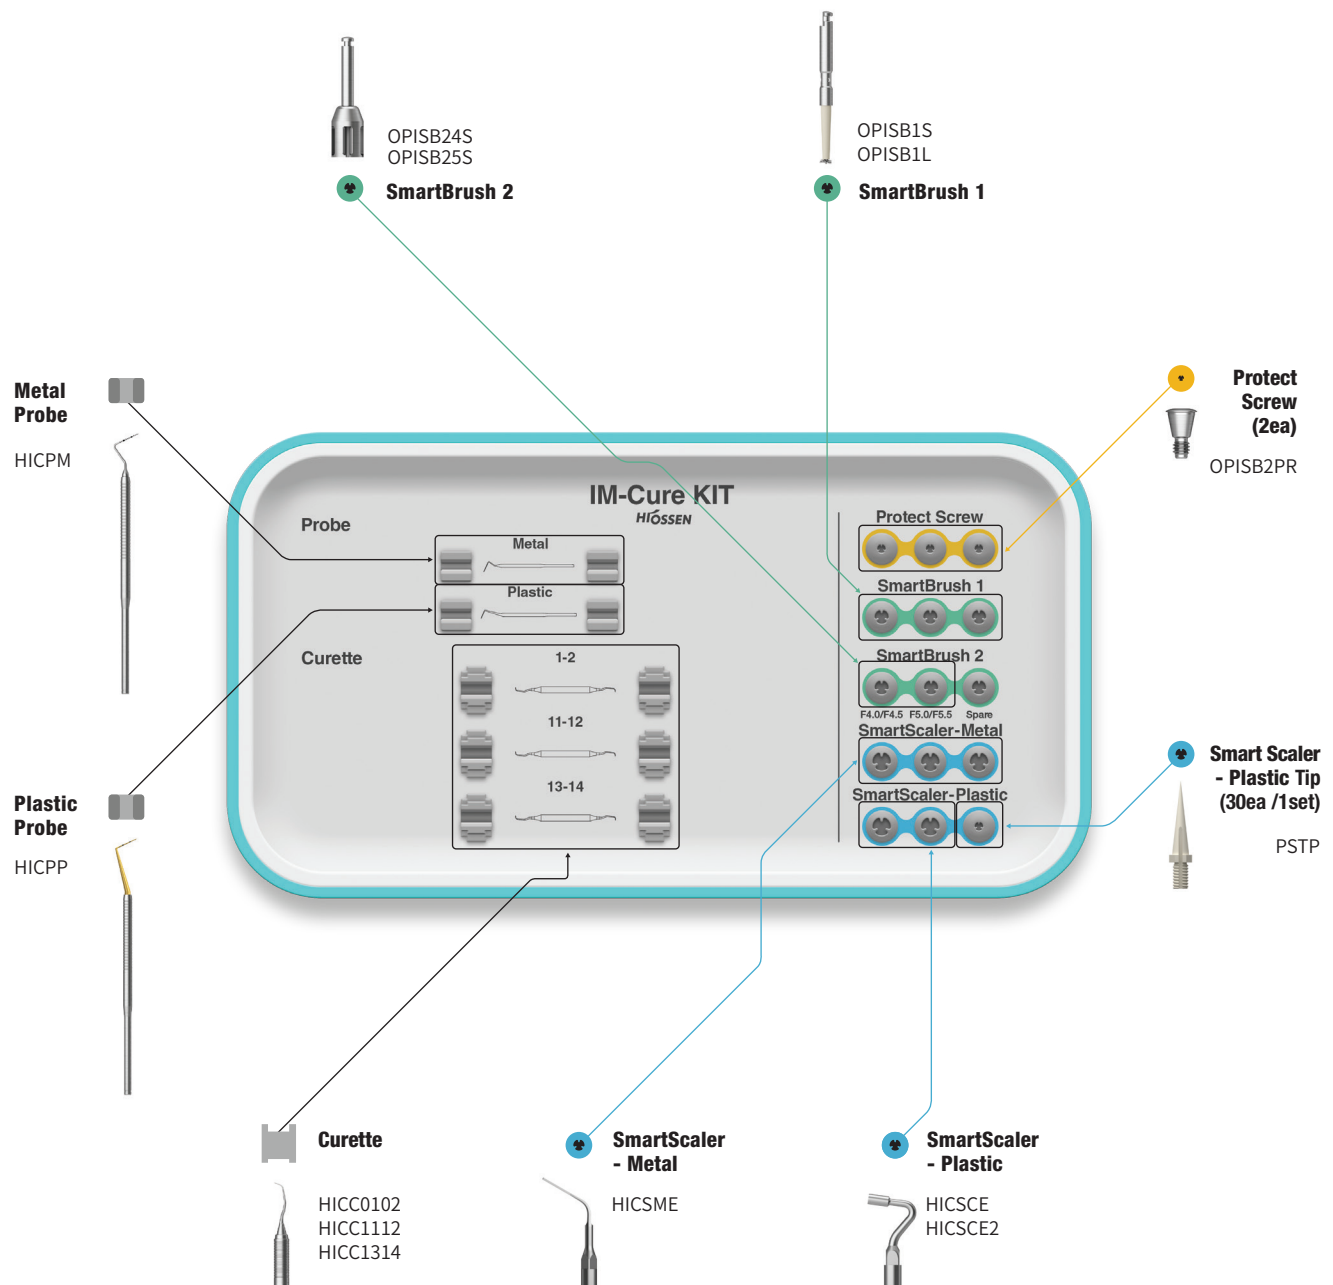 OPISB24S
OPISB25S
SmartBrush 2
OPISB1S
OPISB1L
SmartBrush 1
Metal
Probe
HICPM
Protect
Screw
(2ea)
OPISB2PR
IM-Cure KIT
HIOSSEN
Probe
Metal
Plastic
Curette
1-2
11-12
13-14
Protect Screw
SmartBrush 1
SmartBrush 2
F4.0/F4.5 F5.0/F5.5 Spare
SmartScaler-Metal
SmartScaler-Plastic
Plastic
Probe
HICPP
Smart Scaler
- Plastic Tip
(30ea /1set)
PSTP
Curette
HICC0102
HICC1112
HICC1314
SmartScaler
- Metal
HICSME
SmartScaler
- Plastic
HICSCE
HICSCE2